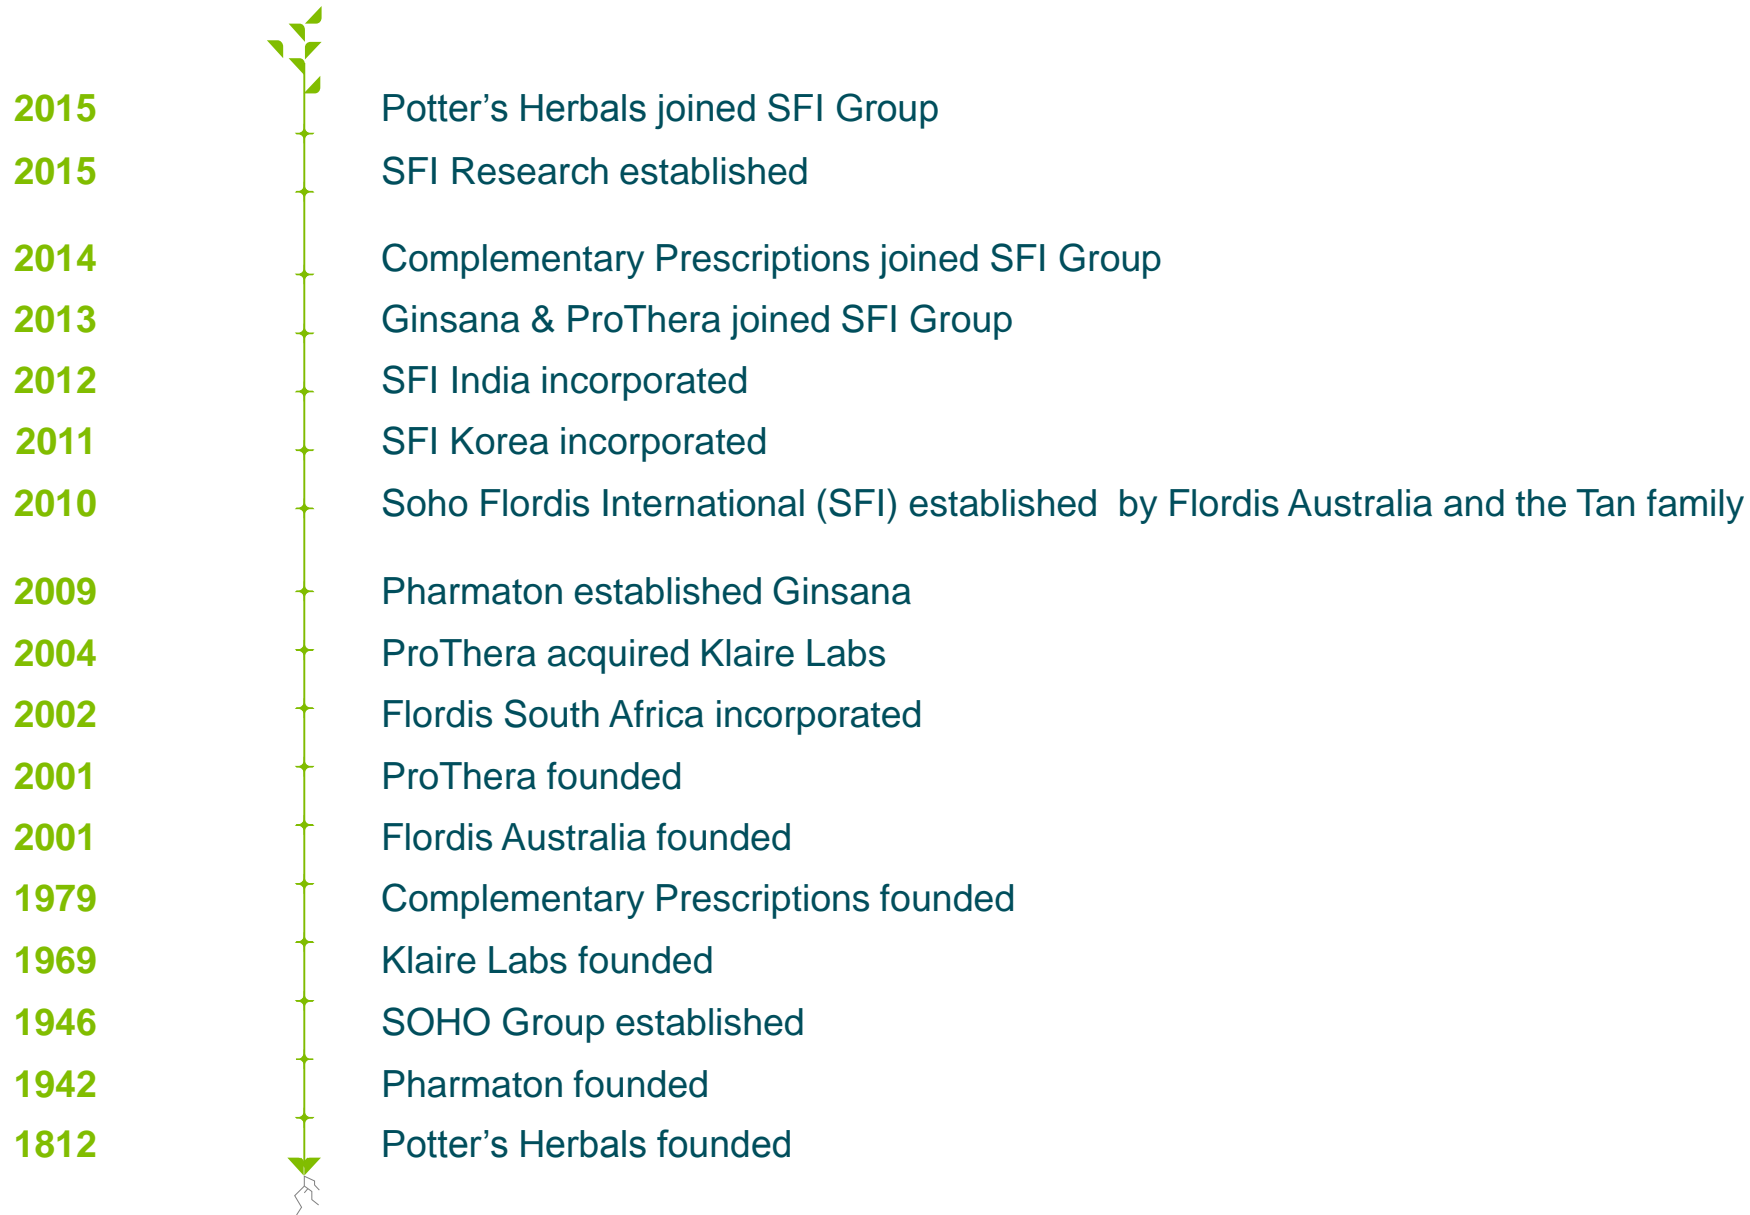 2015 Potter's Herbals joined SFI Group
2015 SFI Research established
2014 Complementary Prescriptions joined SFI Group
2013 Ginsana & ProThera joined SFI Group
2012 SFI India incorporated
2011 SFI Korea incorporated
2010 Soho Flordis International (SFI) established by Flordis Australia and the Tan family
2009 Pharmaton established Ginsana
2004 ProThera acquired Klaire Labs
2002 Flordis South Africa incorporated
2001 ProThera founded
2001 Flordis Australia founded
1979 Complementary Prescriptions founded
1969 Klaire Labs founded
1946 SOHO Group established
1942 Pharmaton founded
1812 Potter's Herbals founded